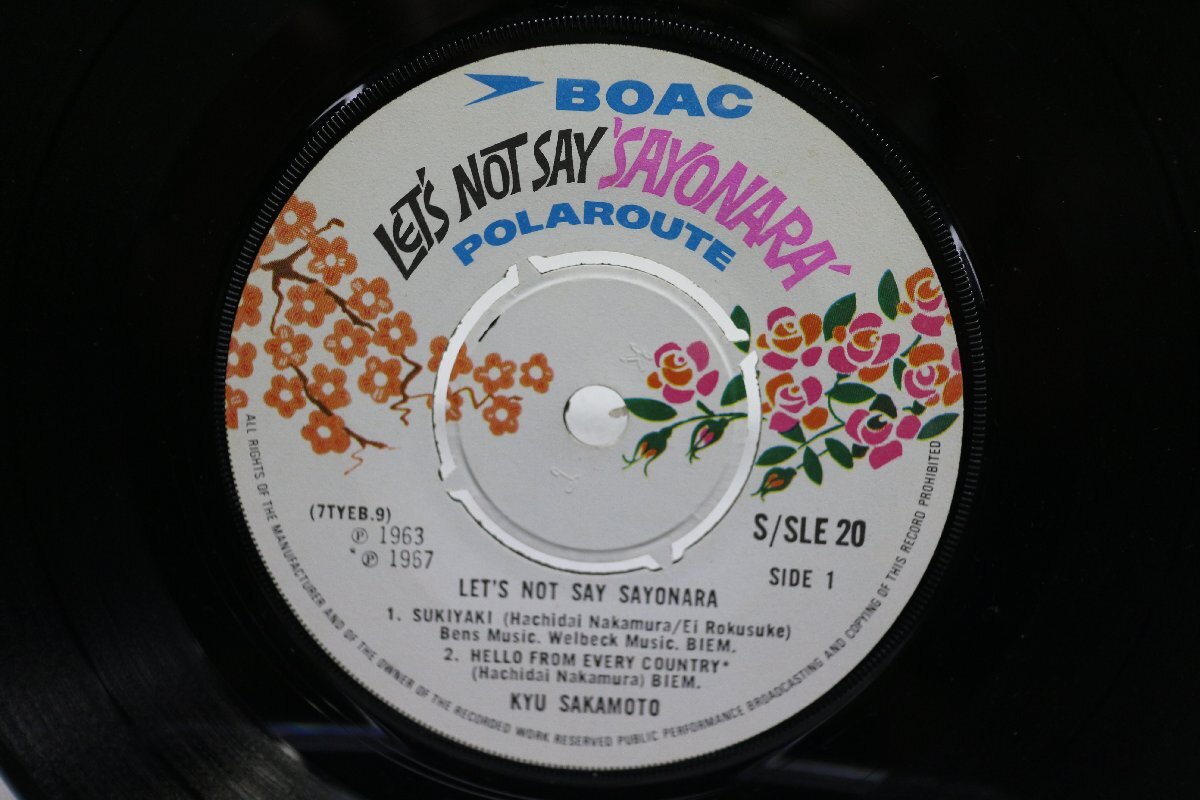 BOAC
LET'S NOT SAY 'SAYONARA'
POLAROUTE
(7TYEB.9)
℗ 1963
*℗ 1967
S/SLE 20
SIDE 1
LET'S NOT SAY SAYONARA
1. SUKIYAKI (Hachidai Nakamura/Ei Rokusuke)
Bens Music. Welbeck Music. BIEM.
2. HELLO FROM EVERY COUNTRY*
(Hachidai Nakamura) BIEM.
KYU SAKAMOTO
ALL RIGHTS OF THE MANUFACTURER AND OF THE OWNER OF THE RECORDED WORK RESERVED PUBLIC PERFORMANCE BROADCASTING AND COPYING OF THIS RECORD PROHIBITED